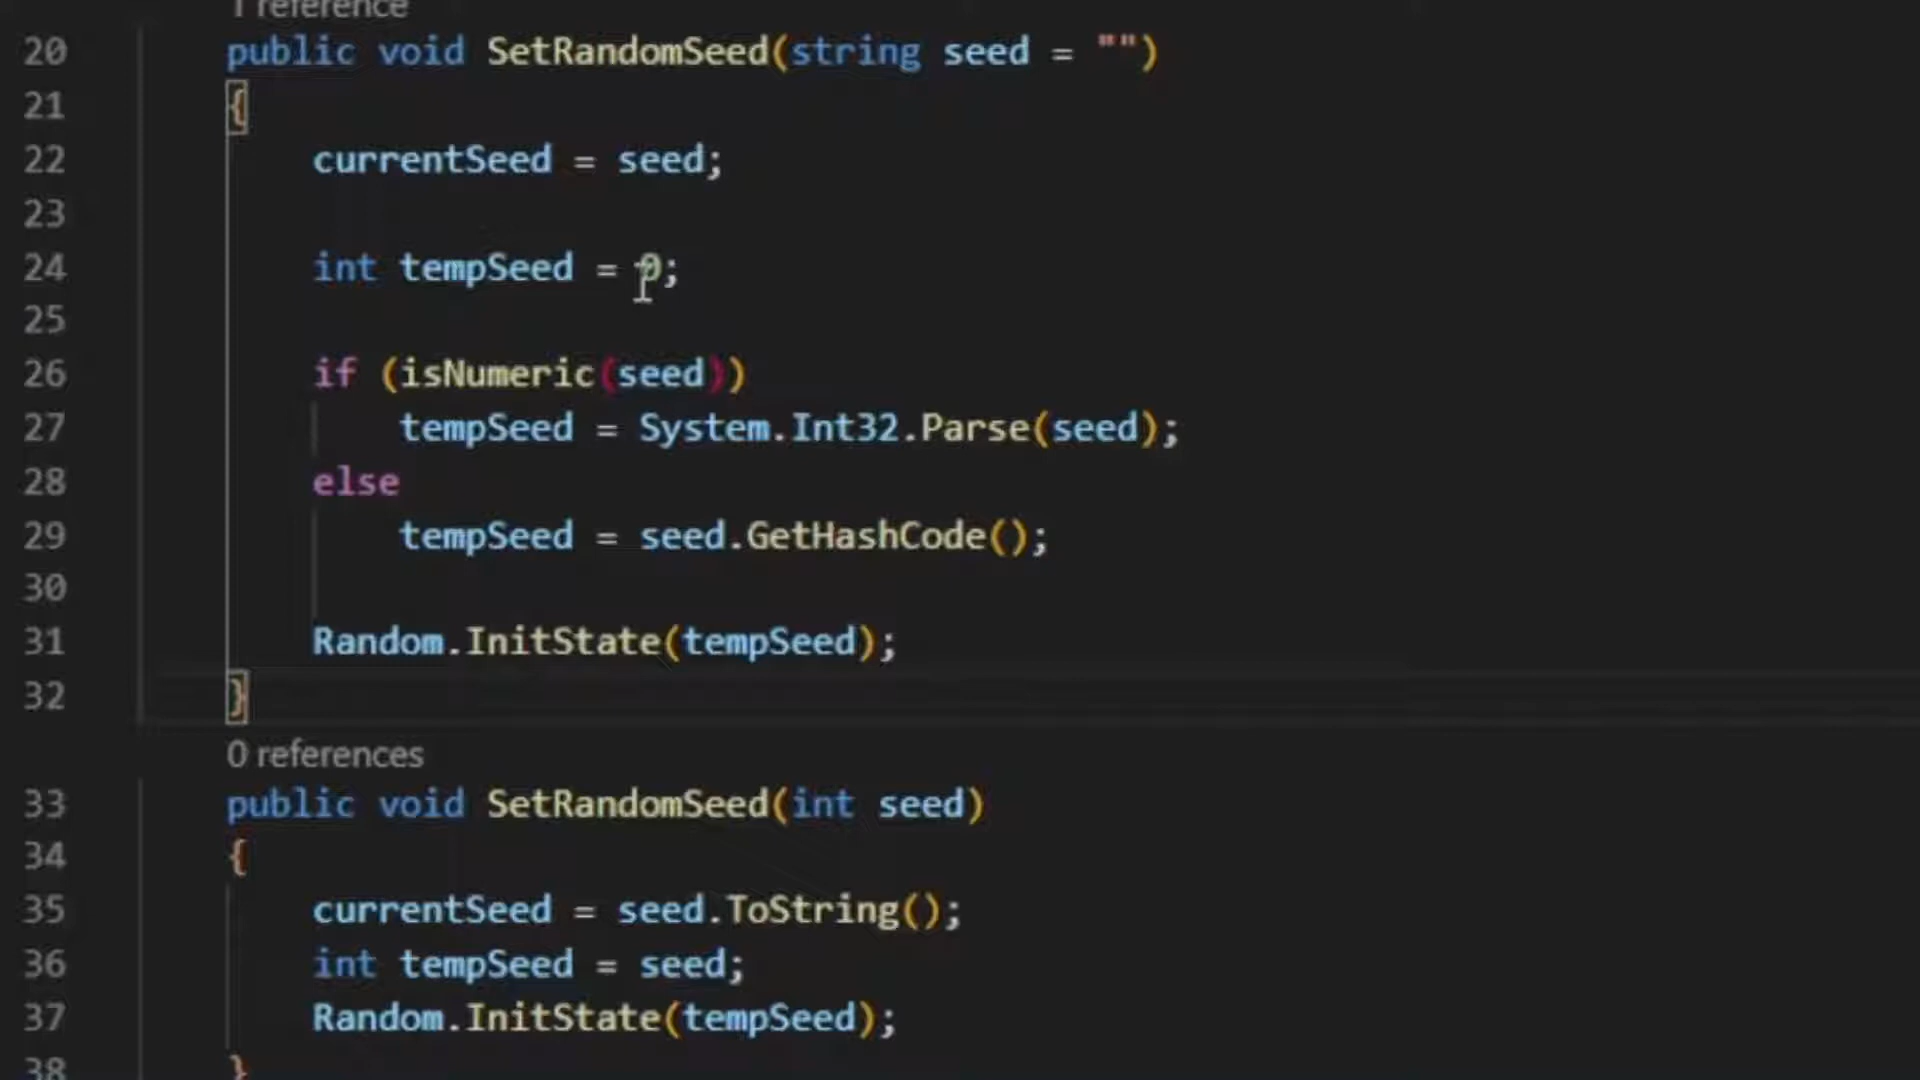 1 reference
20 public void SetRandomSeed(string seed = "")
21 {
22 currentSeed = seed;
23
24 int tempSeed = 0;
25
26 if (isNumeric(seed))
27 tempSeed = System.Int32.Parse(seed);
28 else
29 tempSeed = seed.GetHashCode();
30
31 Random.InitState(tempSeed);
32 }
0 references
33 public void SetRandomSeed(int seed)
34 {
35 currentSeed = seed.ToString();
36 int tempSeed = seed;
37 Random.InitState(tempSeed);
38 }